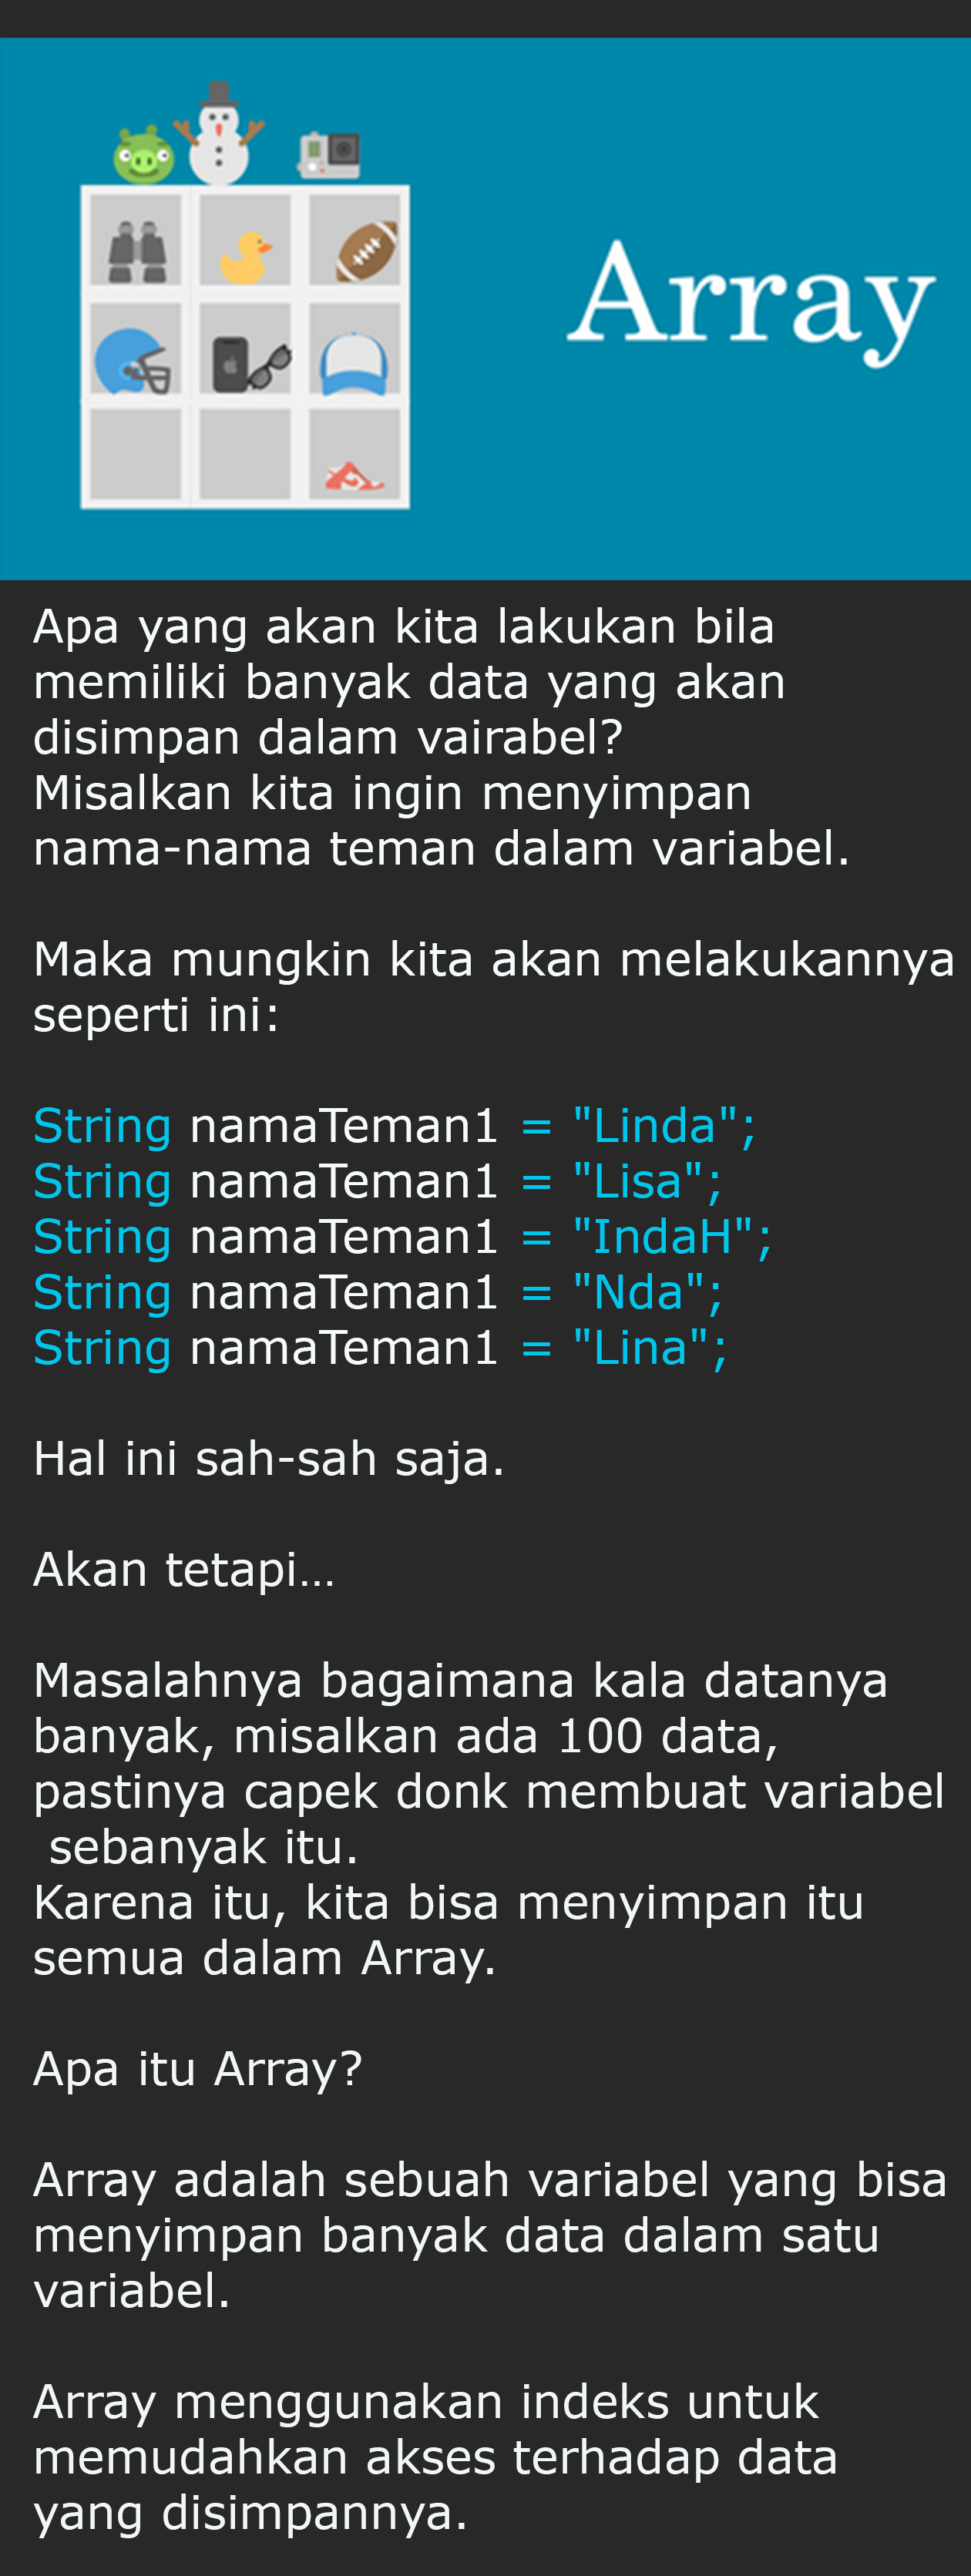 Array
Apa yang akan kita lakukan bila
memiliki banyak data yang akan
disimpan dalam vairabel?
Misalkan kita ingin menyimpan
nama-nama teman dalam variabel.
Maka mungkin kita akan melakukannya
seperti ini:
String namaTeman1 = "Linda";
String namaTeman1 = "Lisa";
String namaTeman1 = "IndaH";
String namaTeman1 = "Nda";
String namaTeman1 = "Lina";
Hal ini sah-sah saja.
Akan tetapi...
Masalahnya bagaimana kala datanya
banyak, misalkan ada 100 data,
pastinya capek donk membuat variabel
sebanyak itu.
Karena itu, kita bisa menyimpan itu
semua dalam Array.
Apa itu Array?
Array adalah sebuah variabel yang bisa
menyimpan banyak data dalam satu
variabel.
Array menggunakan indeks untuk
memudahkan akses terhadap data
yang disimpannya.